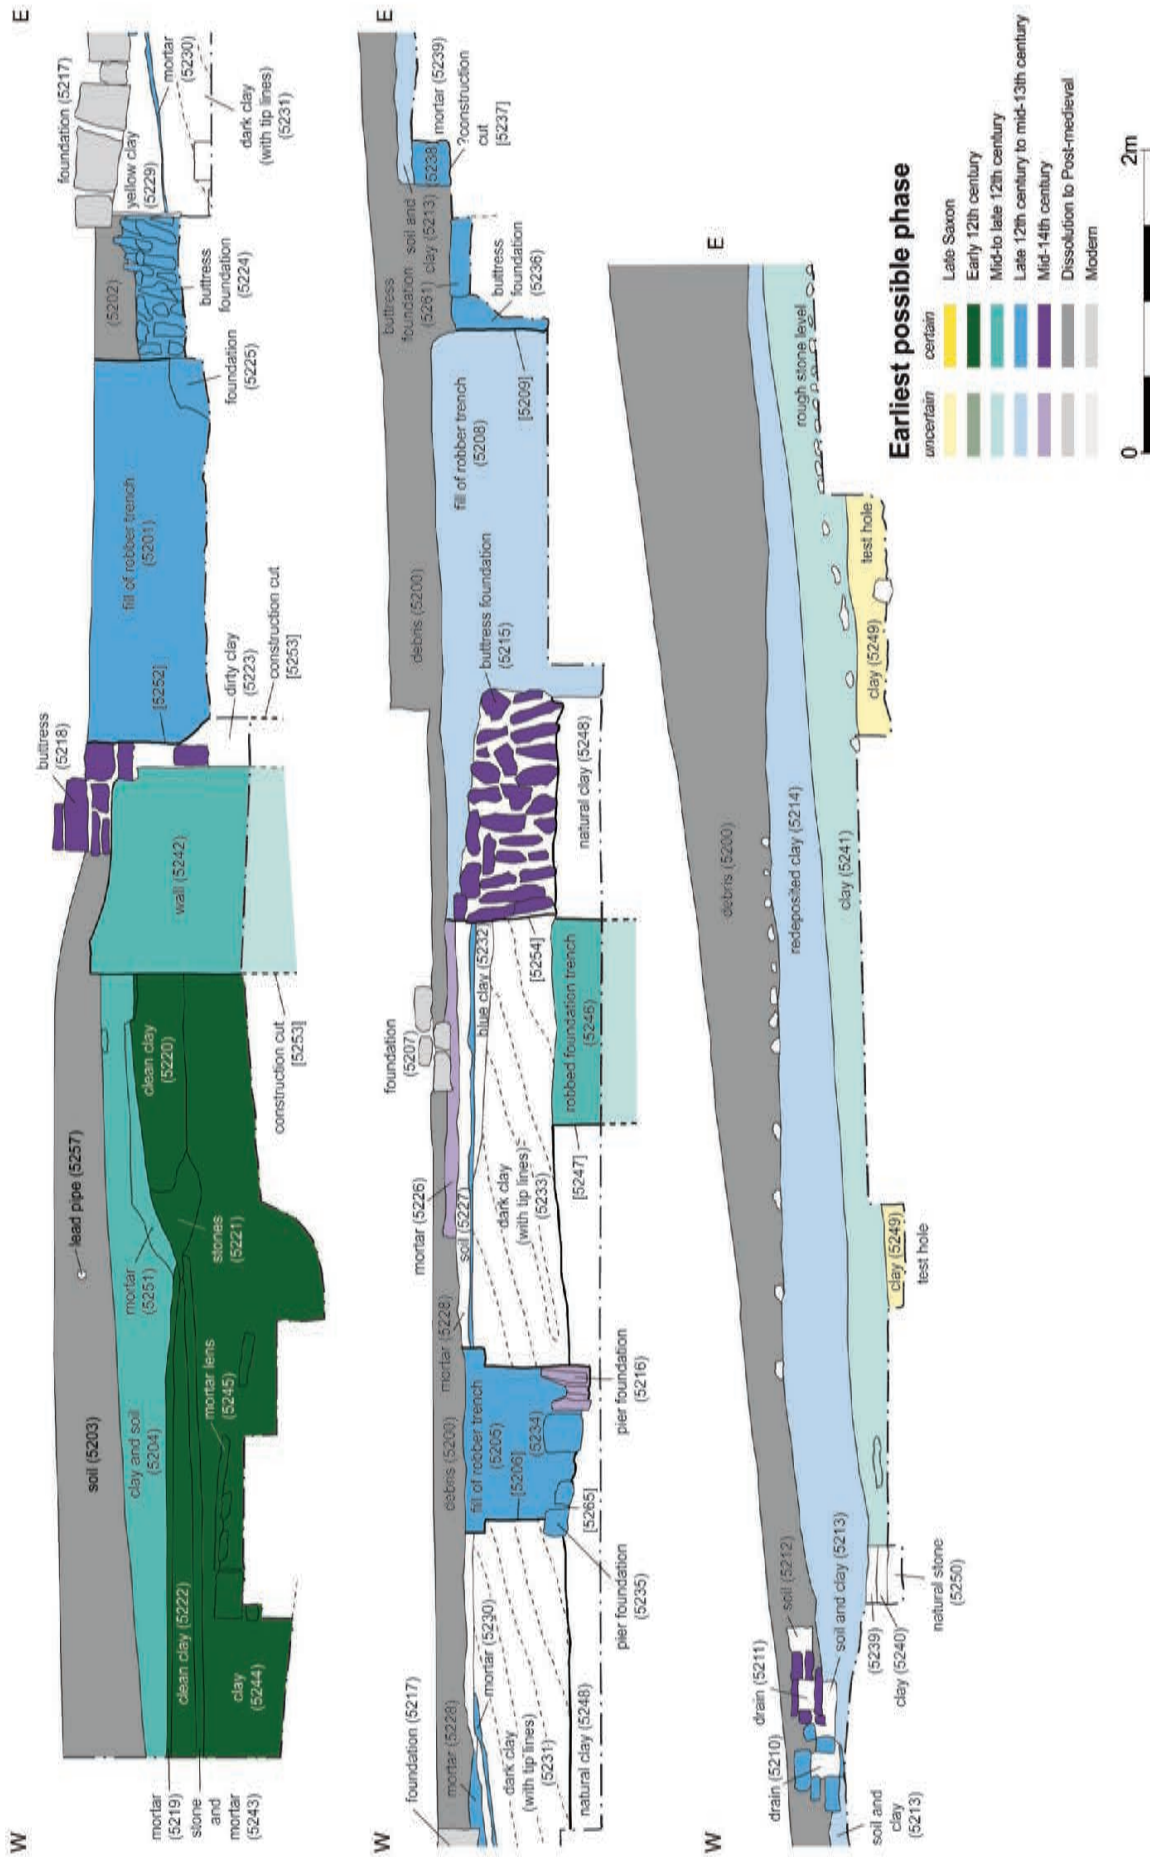 W
E
foundation (5217)
mortar
(5230)
yellow clay
(5229)
dark clay
(with tip lines)
(5231)
(5202)
buttress
foundation
(5224)
foundation
(5225)
fill of robber trench
(5201)
[5252]
dirty clay
(5223)
construction cut
[5253]
buttress
(5218)
wall (5242)
construction cut
[5253]
clean clay
(5220)
lead pipe (5257)
mortar
(5251)
stones
(5221)
soil (5203)
clay and soil
(5204)
mortar lens
(5245)
clean clay (5222)
clay
(5244)
mortar
(5219)
stone
and
mortar
(5243)
W
E
mortar (5239)
?construction
cut
[5237]
(5238)
soil and
clay (5213)
buttress
foundation
(5261)
buttress
foundation
(5236)
[5209]
fill of robber trench
(5208)
debris (5200)
buttress foundation
(5215)
natural clay (5248)
[5254]
blue clay (5232)
robbed foundation trench
(5246)
[5247]
foundation
(5207)
mortar (5226)
soil (5227)
dark clay
(with tip lines)
(5233)
mortar (5228)
debris (5200)
fill of robber trench
(5205)
[5206]
(5234)
pier foundation
(5216)
[5265]
pier foundation
(5235)
mortar (5230)
foundation (5217)
mortar (5228)
dark clay
(with tip lines)
(5231)
natural clay (5248)
W
E
rough stone level
test hole
clay (5249)
debris (5200)
redeposited clay (5214)
clay (5241)
clay (5249)
test hole
soil (5212)
soil and clay (5213)
drain (5211)
drain (5210)
(5239)
clay (5240)
natural stone
(5250)
soil and
clay
(5213)
Earliest possible phase
uncertain
certain
Late Saxon
Early 12th century
Mid-to late 12th century
Late 12th century to mid-13th century
Mid-14th century
Dissolution to Post-medieval
Modern
0
2m